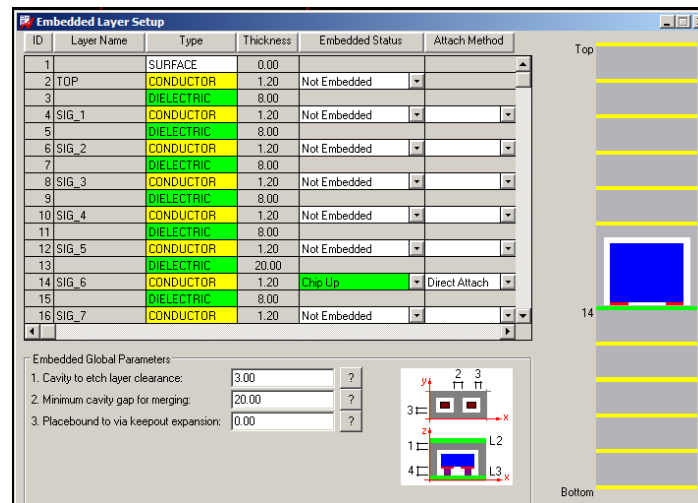 Embedded Layer Setup
ID Layer Name Type Thickness Embedded Status Attach Method
1 SURFACE 0.00
2 TOP CONDUCTOR 1.20 Not Embedded
3 DIELECTRIC 8.00
4 SIG_1 CONDUCTOR 1.20 Not Embedded
5 DIELECTRIC 8.00
6 SIG_2 CONDUCTOR 1.20 Not Embedded
7 DIELECTRIC 8.00
8 SIG_3 CONDUCTOR 1.20 Not Embedded
9 DIELECTRIC 8.00
10 SIG_4 CONDUCTOR 1.20 Not Embedded
11 DIELECTRIC 8.00
12 SIG_5 CONDUCTOR 1.20 Not Embedded
13 DIELECTRIC 20.00
14 SIG_6 CONDUCTOR 1.20 Chip Up Direct Attach
15 DIELECTRIC 8.00
16 SIG_7 CONDUCTOR 1.20 Not Embedded
Top
14
Bottom
Embedded Global Parameters
1. Cavity to etch layer clearance: 3.00 ?
2. Minimum cavity gap for merging: 20.00 ?
3. Placebound to via keepout expansion: 0.00 ?
y 2 3
3 x
z
1 L2
4 L3
x